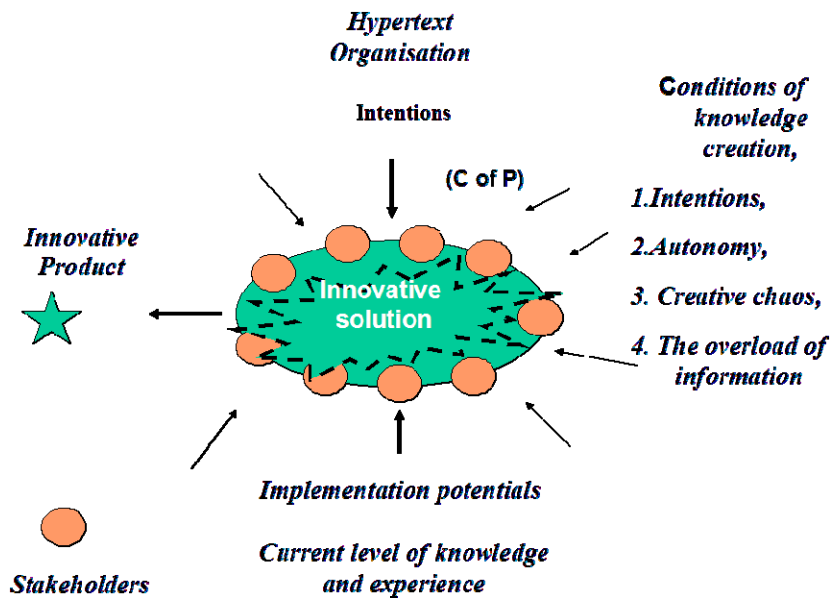 Hypertext
Organisation
Intentions
(C of P)
Conditions of
knowledge
creation,
1.Intentions,
2.Autonomy,
3. Creative chaos,
4. The overload of
information
Innovative
Product
Innovative
solution
Implementation potentials
Current level of knowledge
and experience
Stakeholders